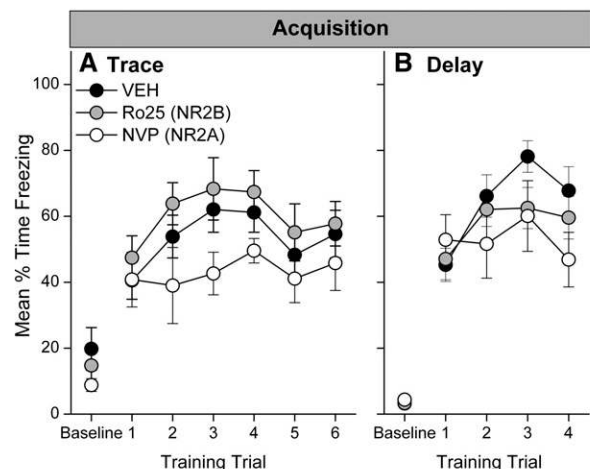 Acquisition
A Trace
VEH
Ro25 (NR2B)
NVP (NR2A)
B Delay
Mean % Time Freezing
100
80
60
40
20
0
Baseline 1 2 3 4 5 6
Training Trial
Baseline 1 2 3 4
Training Trial